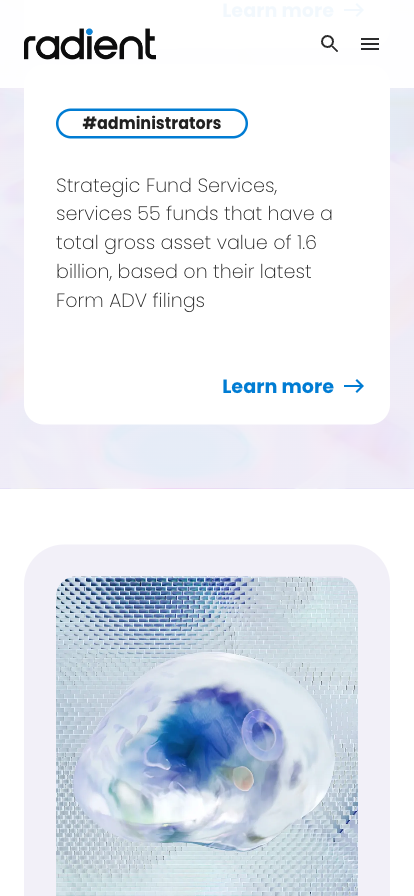 Learn more
radient
#administrators
Strategic Fund Services,
services 55 funds that have a
total gross asset value of 1.6
billion, based on their latest
Form ADV filings
Learn more